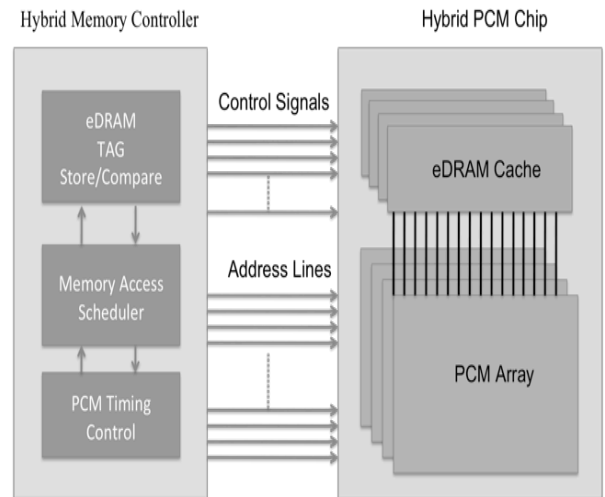 Hybrid Memory Controller
Hybrid PCM Chip
eDRAM
TAG
Store/Compare
Memory Access
Scheduler
PCM Timing
Control
Control Signals
Address Lines
eDRAM Cache
PCM Array